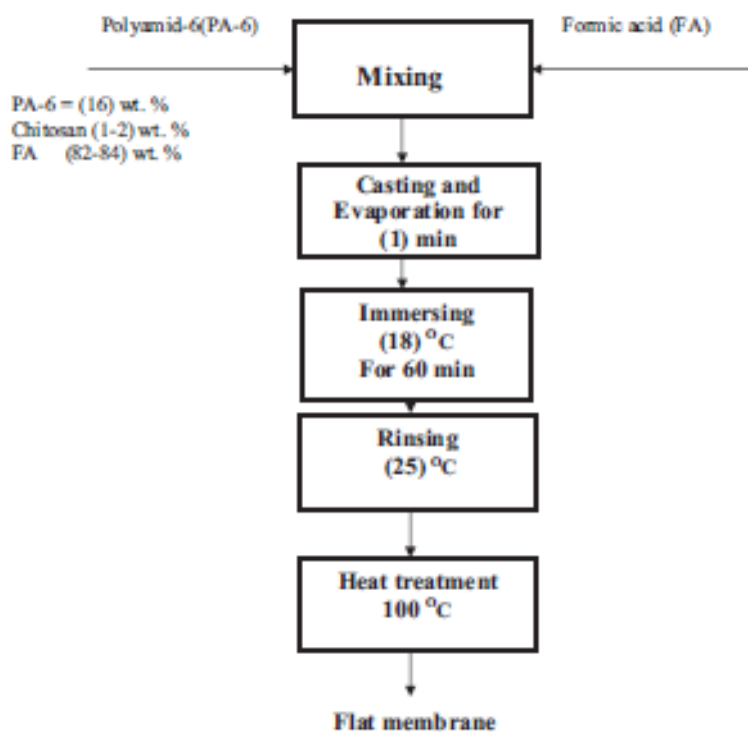 Polyamid-6(PA-6)
Formic acid (FA)
Mixing
PA-6 = (16) wt. %
Chitosan (1-2) wt. %
FA (82-84) wt. %
Casting and
Evaporation for
(1) min
Immersing
(18) °C
For 60 min
Rinsing
(25) °C
Heat treatment
100 °C
Flat membrane